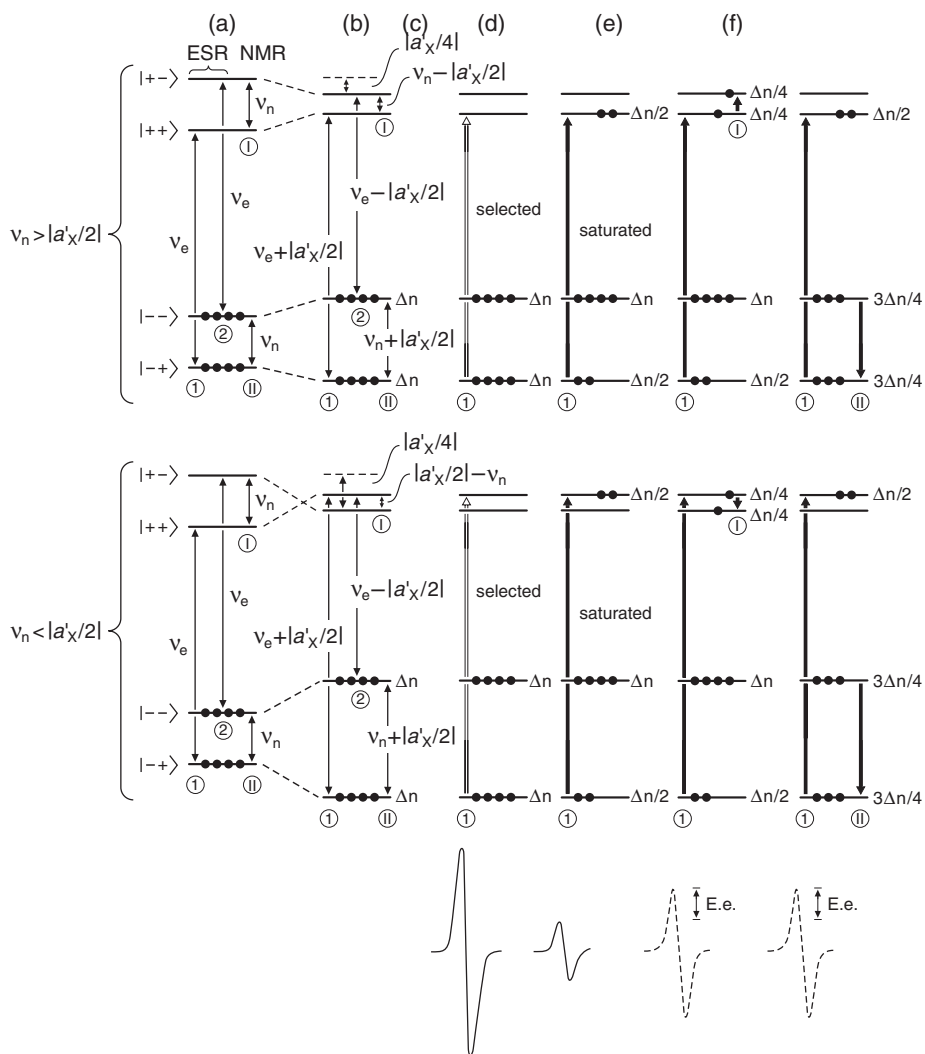 (a) (b) (c) (d) (e) (f)
ESR NMR
|a'X/4|
νn−|a'X/2|
|+−⟩
νn
Δn/4
|++⟩
I
I
Δn/2
Δn/4
I
Δn/2
νe
νe−|a'X/2|
selected
νn>|a'X/2|
νe
νe+|a'X/2|
saturated
Δn
Δn
Δn
Δn
3Δn/4
|−−⟩
2
2
νn
νn+|a'X/2|
|−+⟩
Δn
Δn
Δn/2
Δn/2
3Δn/4
1
II
1
II
1
1
1
1
II
|a'X/4|
|a'X/2|−νn
|+−⟩
νn
Δn/2
Δn/4
Δn/2
|++⟩
I
I
I
Δn/4
νe
νe−|a'X/2|
selected
νn<|a'X/2|
νe
νe+|a'X/2|
saturated
Δn
Δn
Δn
Δn
3Δn/4
|−−⟩
2
2
νn
νn+|a'X/2|
|−+⟩
Δn
Δn
Δn/2
Δn/2
3Δn/4
1
II
1
II
1
1
1
1
II
E.e.
E.e.